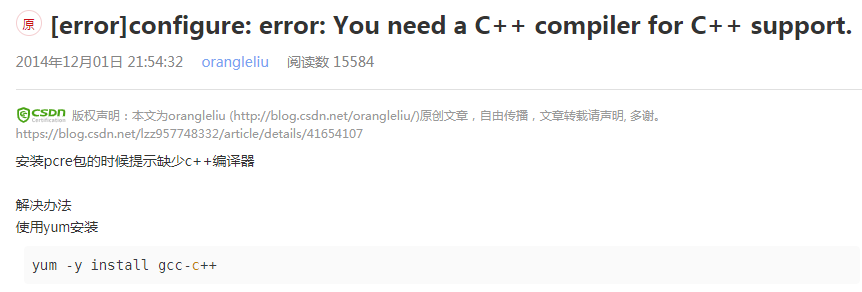 原 [error]configure: error: You need a C++ compiler for C++ support.
2014年12月01日 21:54:32 orangleliu 阅读数 15584
CSDN Certification 版权声明：本文为orangleliu (http://blog.csdn.net/orangleliu/)原创文章，自由传播，文章转载请声明, 多谢。
https://blog.csdn.net/lzz957748332/article/details/41654107
安装pcre包的时候提示缺少c++编译器
解决办法
使用yum安装
yum -y install gcc-c++